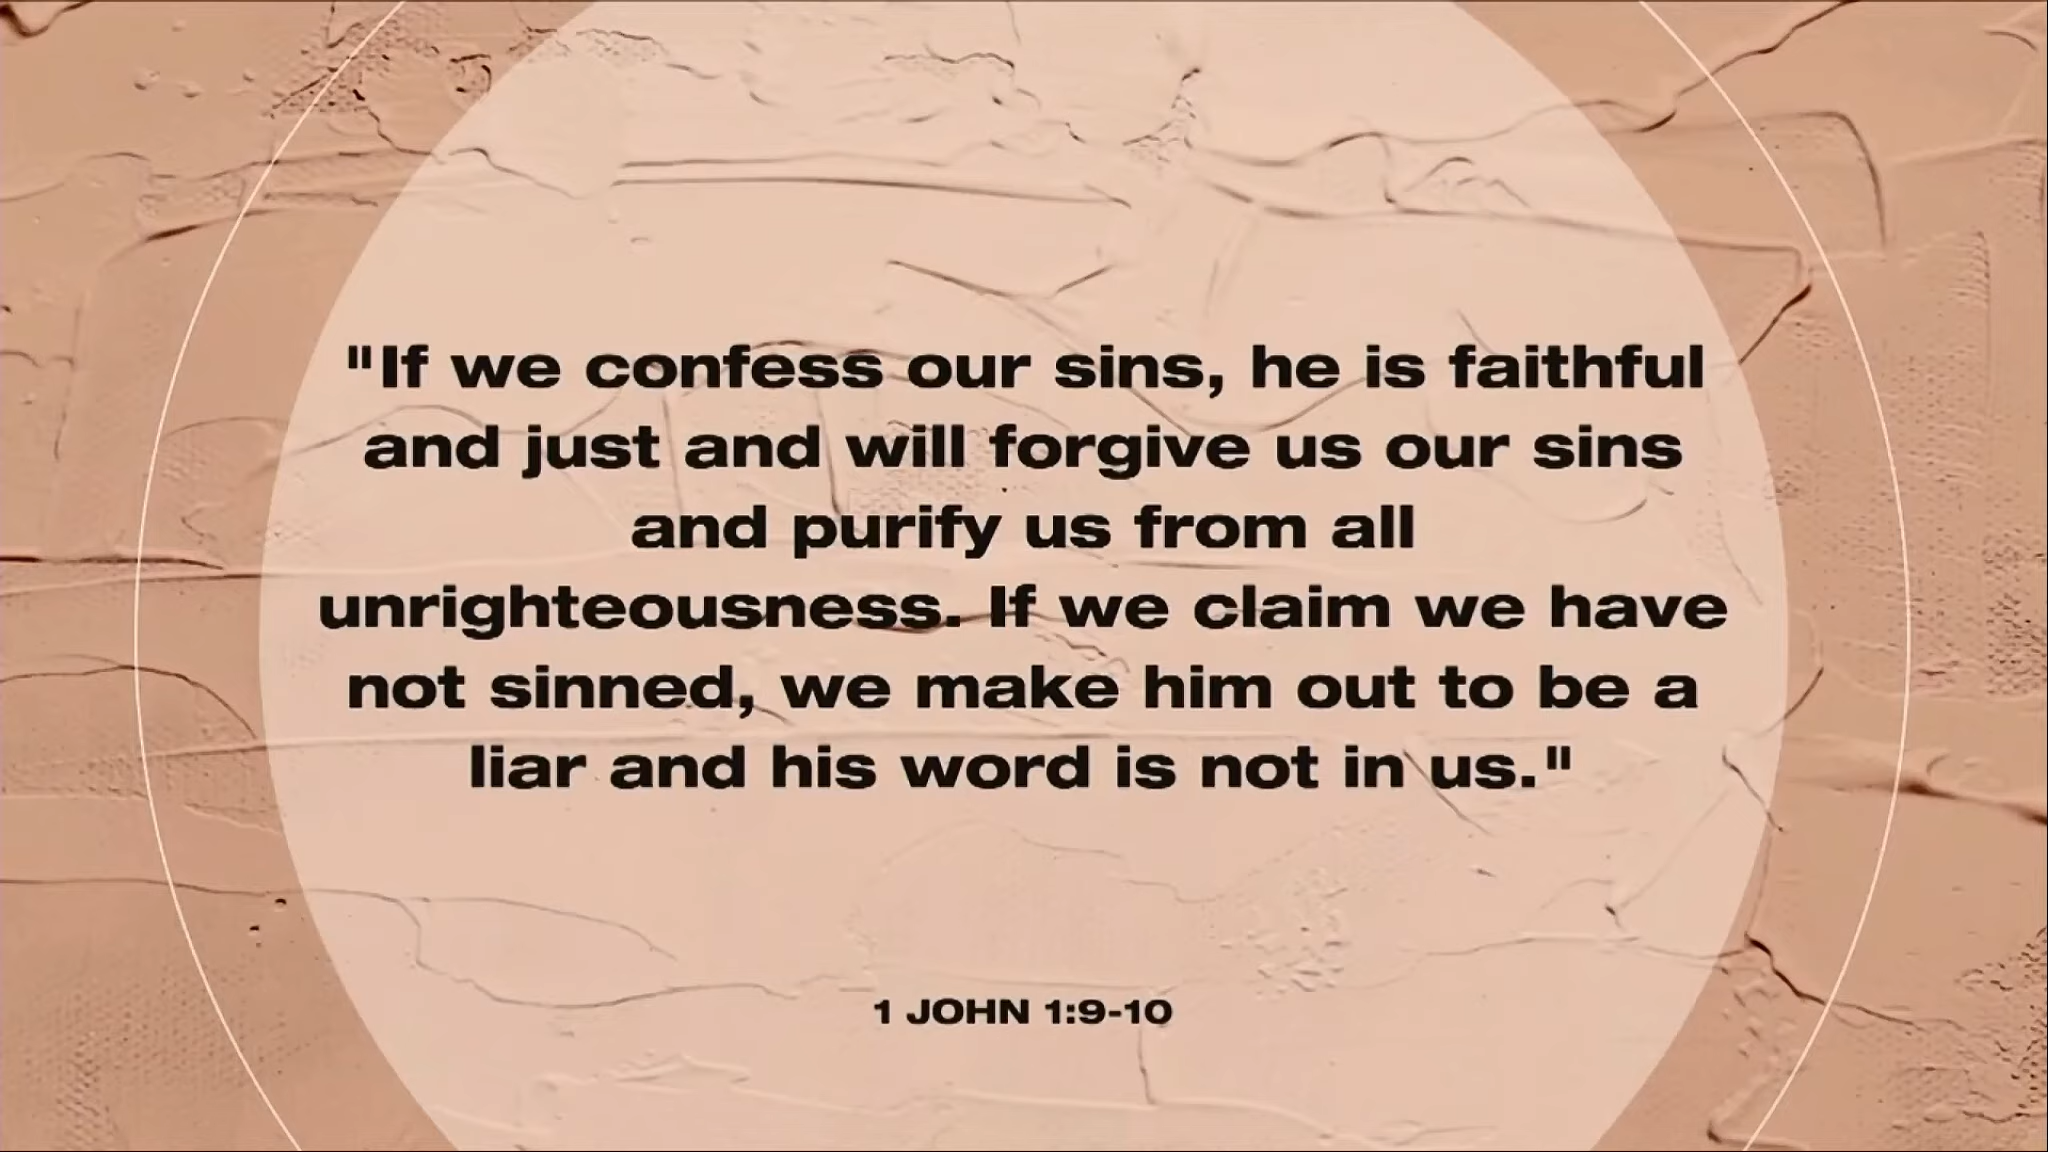 "If we confess our sins, he is faithful
and just and will forgive us our sins
and purify us from all
unrighteousness. If we claim we have
not sinned, we make him out to be a
liar and his word is not in us."
1 JOHN 1:9-10